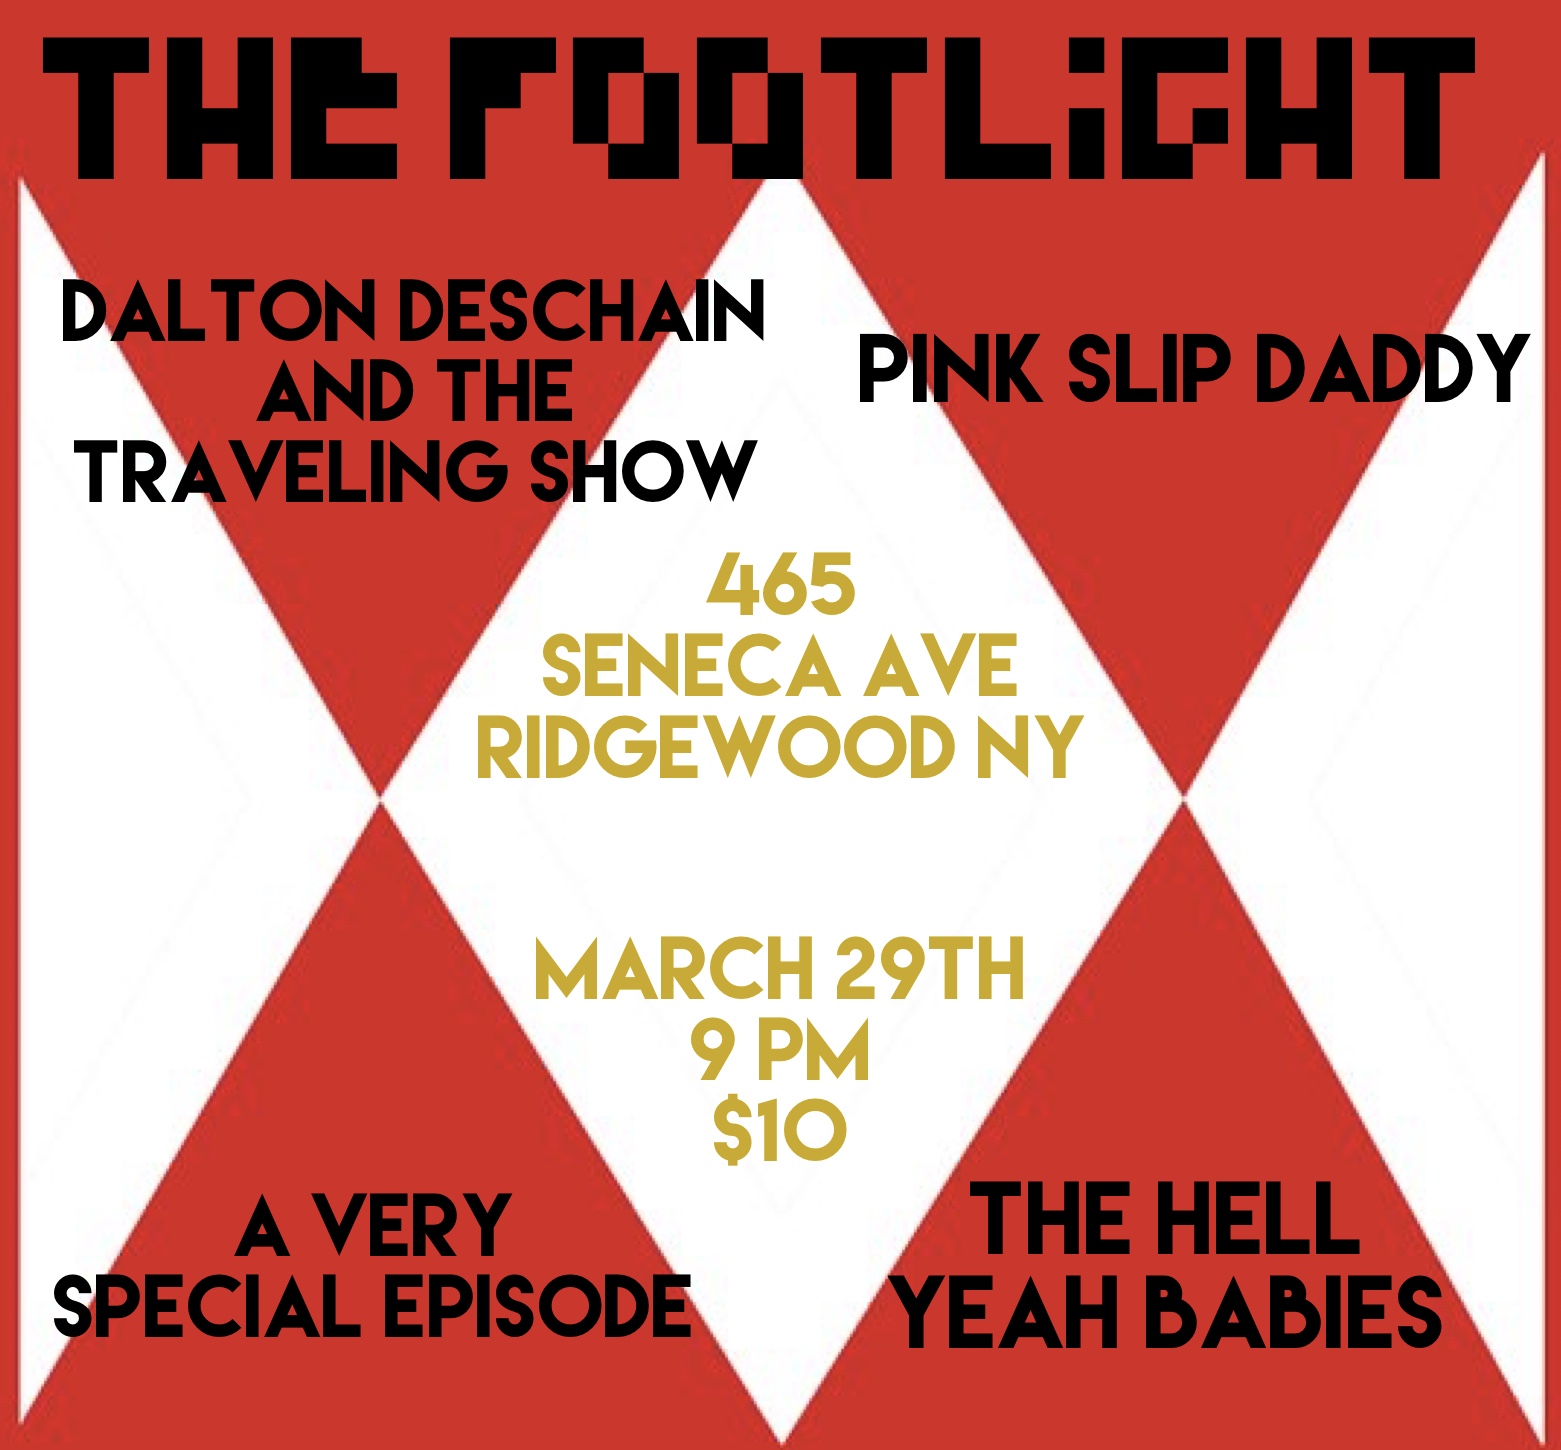 THE FOOTLiGHT
DALTON DESCHAIN
AND THE
TRAVELING SHOW
PINK SLIP DADDY
465
SENECA AVE
RIDGEWOOD NY
MARCH 29TH
9 PM
$10
A VERY
SPECIAL EPISODE
THE HELL
YEAH BABIES